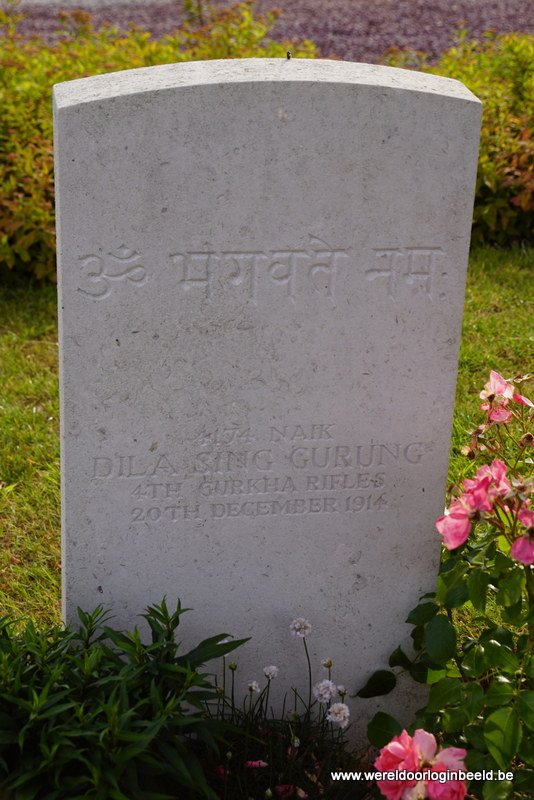 ॐ भगवते नमः
4174 NAIK
DILA SING GURUNG
4TH GURKHA RIFLES
20TH DECEMBER 1914
www.wereldoorloginbeeld.be